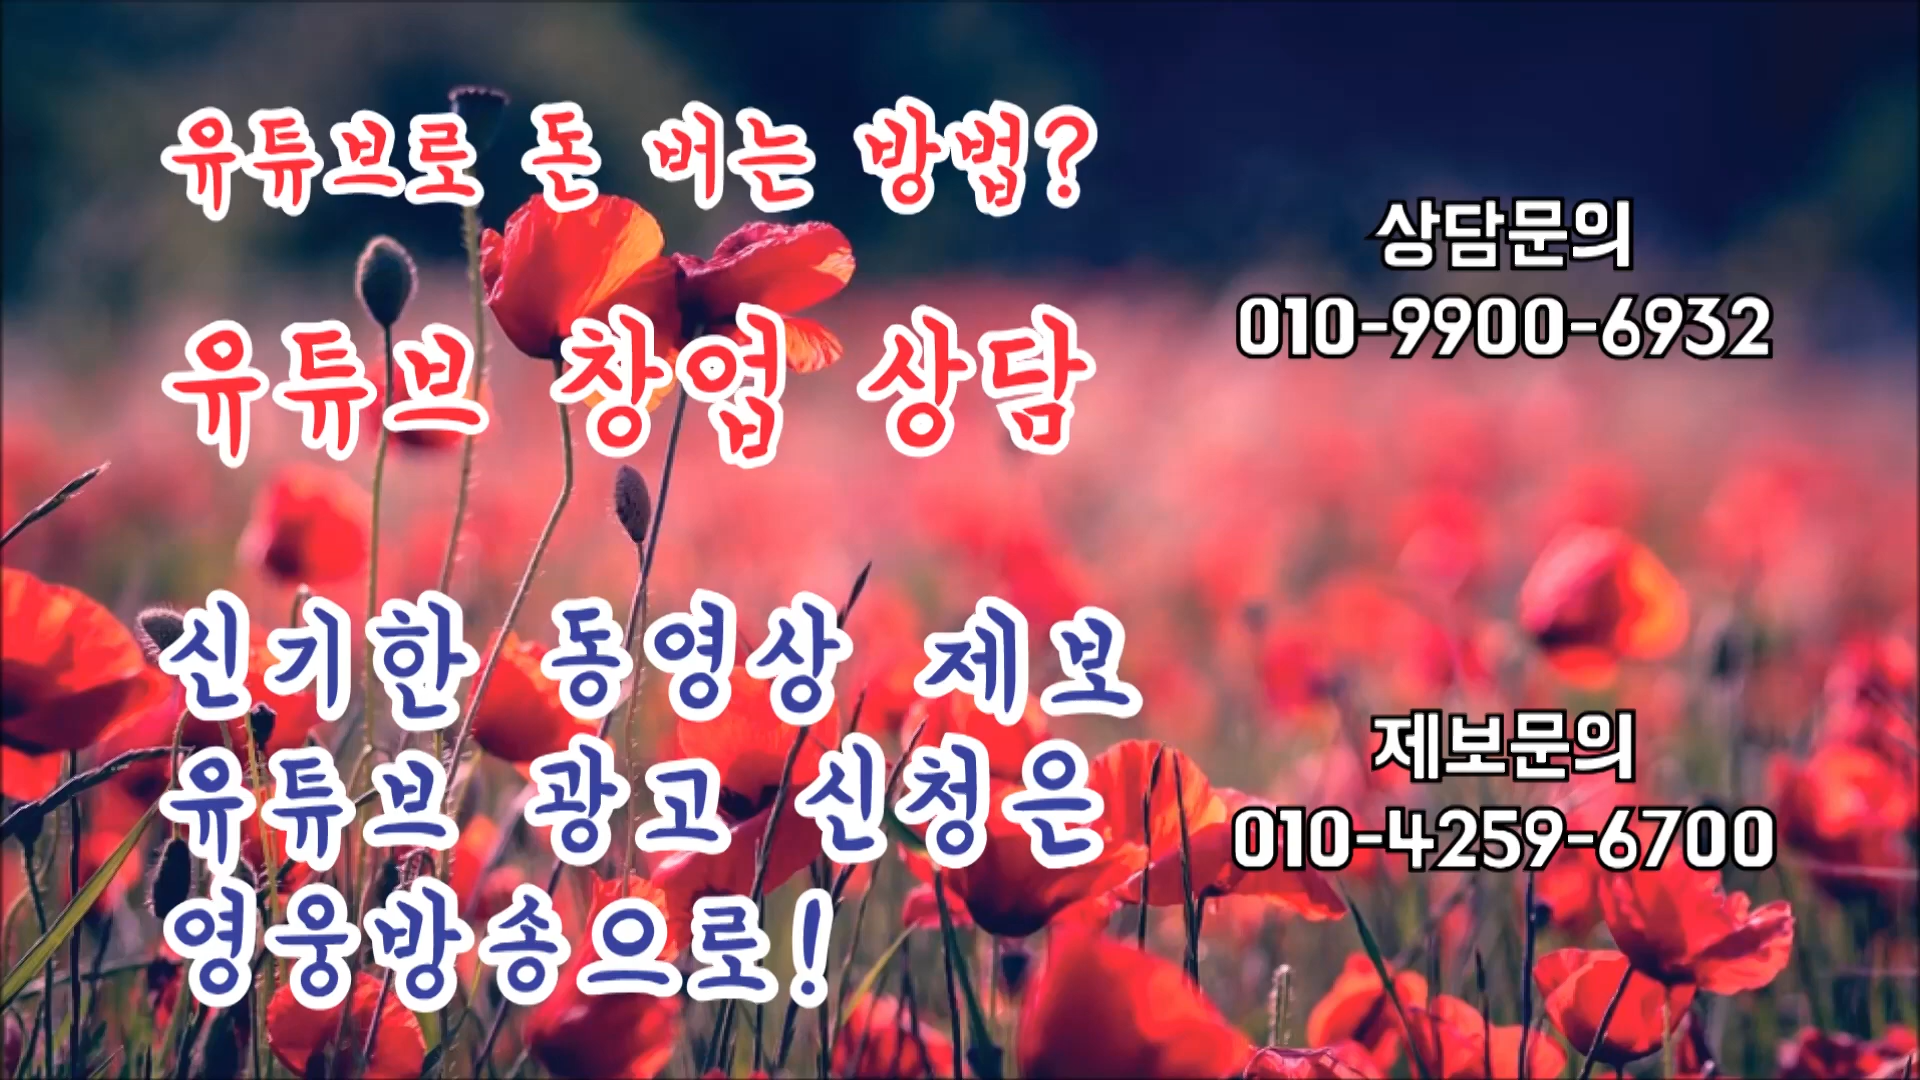 유튜브로 돈 버는 방법?
유튜브 창업 상담
상담문의
010-9900-6932
신기한 동영상 제보
유튜브 광고 신청은
영웅방송으로!
제보문의
010-4259-6700